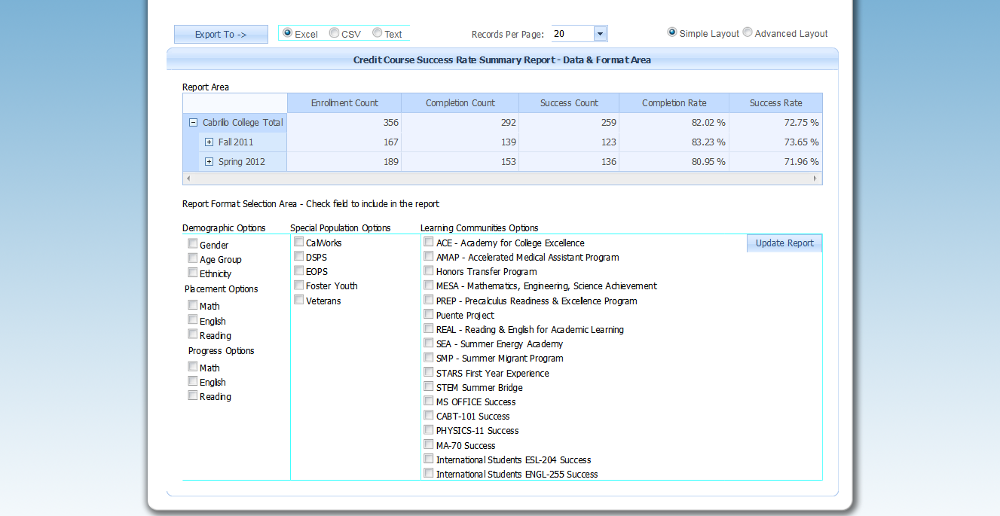 Export To -> Excel CSV Text Records Per Page: 20 Simple Layout Advanced Layout
Credit Course Success Rate Summary Report - Data & Format Area
Report Area
Enrollment Count Completion Count Success Count Completion Rate Success Rate
Cabrillo College Total 356 292 259 82.02 % 72.75 %
Fall 2011 167 139 123 83.23 % 73.65 %
Spring 2012 189 153 136 80.95 % 71.96 %
Report Format Selection Area - Check field to include in the report
Demographic Options
Gender
Age Group
Ethnicity
Placement Options
Math
English
Reading
Progress Options
Math
English
Reading
Special Population Options
CalWorks
DSPS
EOPS
Foster Youth
Veterans
Learning Communities Options
ACE - Academy for College Excellence
AMAP - Accelerated Medical Assistant Program
Honors Transfer Program
MESA - Mathematics, Engineering, Science Achievement
PREP - Precalculus Readiness & Excellence Program
Puente Project
REAL - Reading & English for Academic Learning
SEA - Summer Energy Academy
SMP - Summer Migrant Program
STARS First Year Experience
STEM Summer Bridge
MS OFFICE Success
CABT-101 Success
PHYSICS-11 Success
MA-70 Success
International Students ESL-204 Success
International Students ENGL-255 Success
Update Report